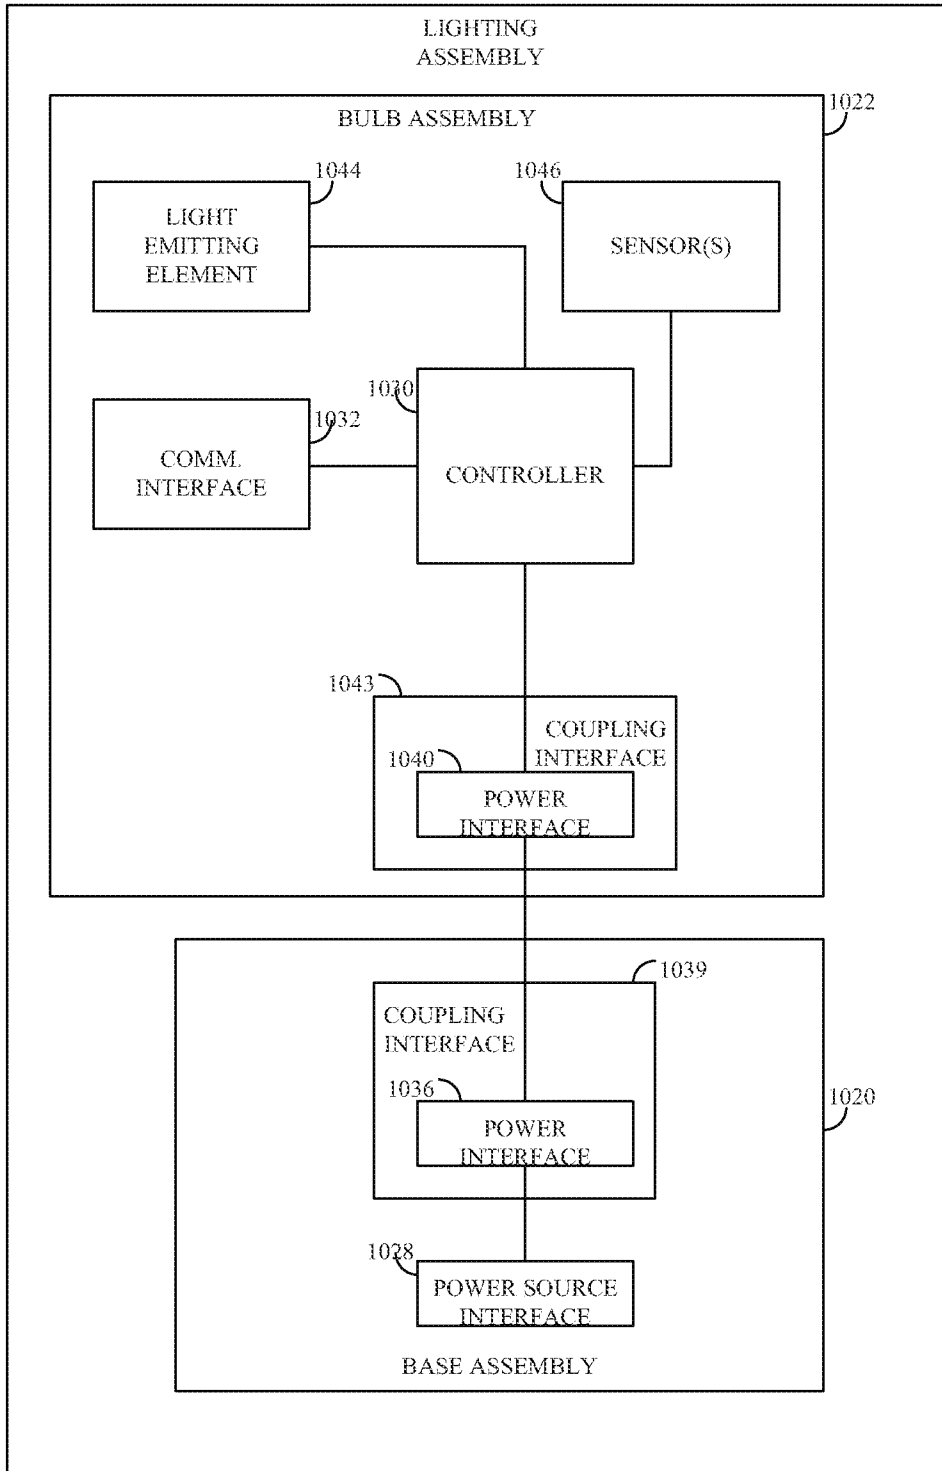 LIGHTING
ASSEMBLY
BULB ASSEMBLY
1022
1044
1046
LIGHT
EMITTING
ELEMENT
SENSOR(S)
1030
1032
COMM.
INTERFACE
CONTROLLER
1043
COUPLING
INTERFACE
1040
POWER
INTERFACE
1039
COUPLING
INTERFACE
1036
POWER
INTERFACE
1020
1028
POWER SOURCE
INTERFACE
BASE ASSEMBLY